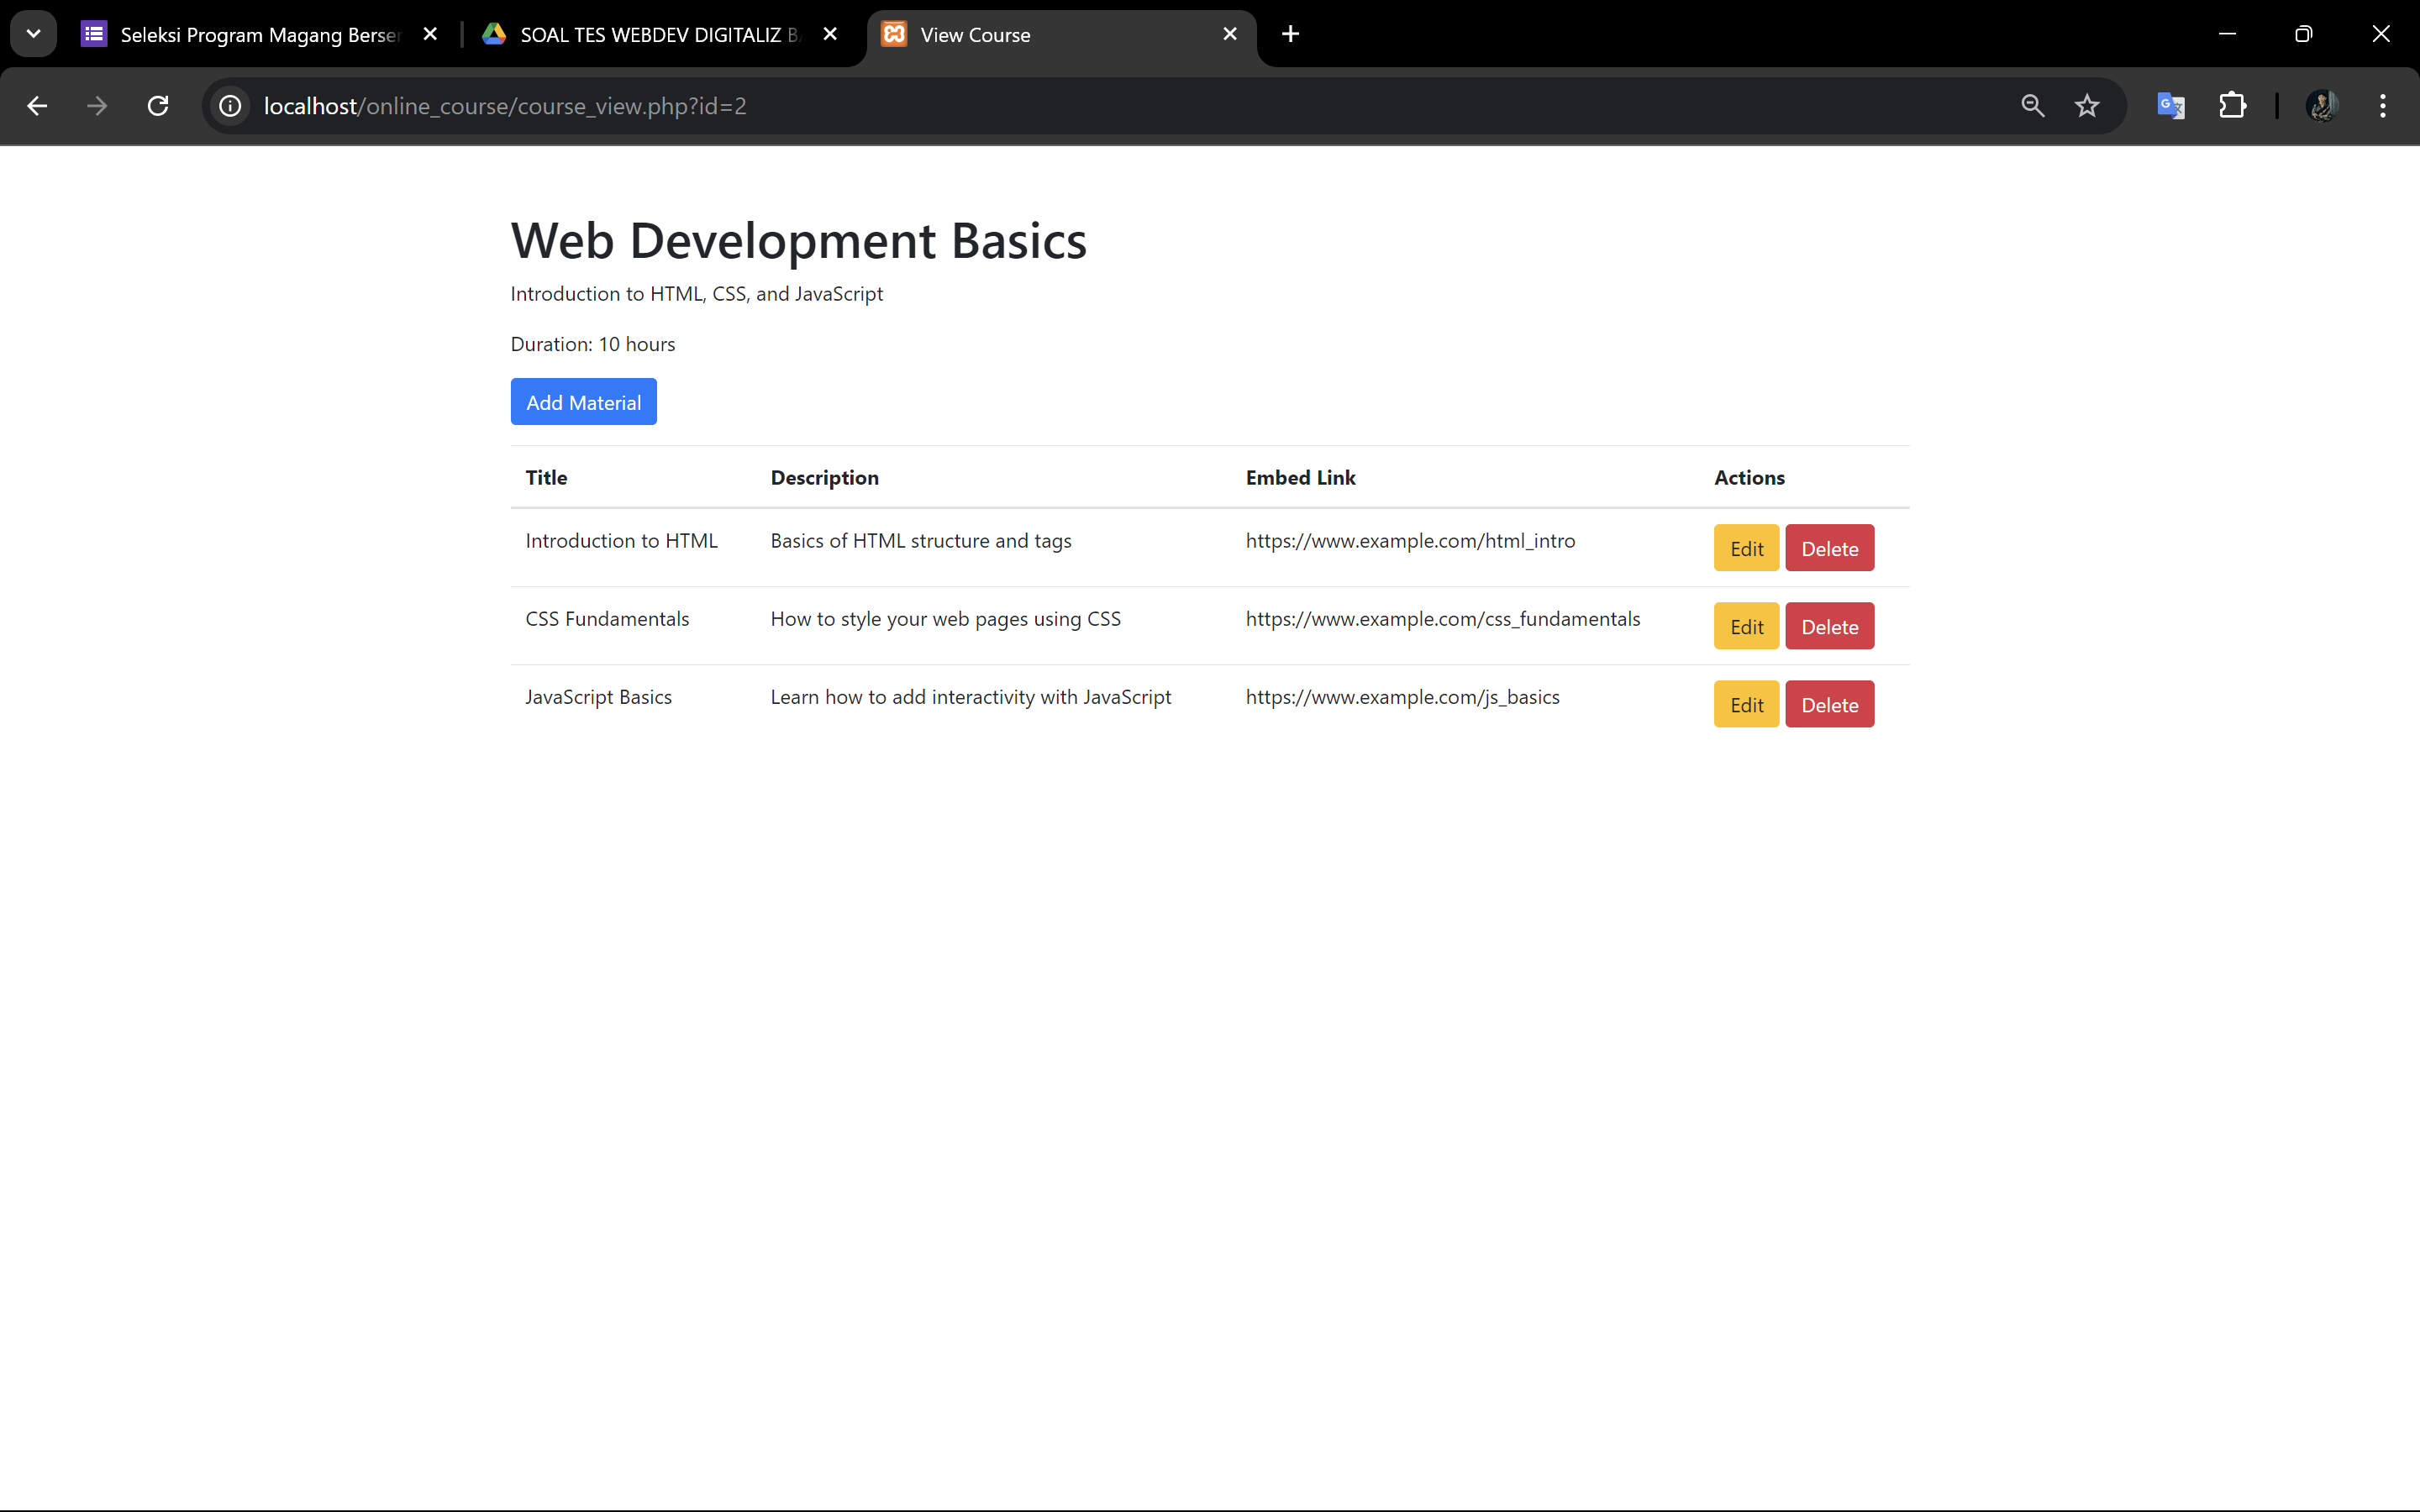 Seleksi Program Magang Berse
SOAL TES WEBDEV DIGITALIZ
View Course
localhost/online_course/course_view.php?id=2
Web Development Basics
Introduction to HTML, CSS, and JavaScript
Duration: 10 hours
Add Material
Title Description Embed Link Actions
Introduction to HTML Basics of HTML structure and tags https://www.example.com/html_intro Edit Delete
CSS Fundamentals How to style your web pages using CSS https://www.example.com/css_fundamentals Edit Delete
JavaScript Basics Learn how to add interactivity with JavaScript https://www.example.com/js_basics Edit Delete